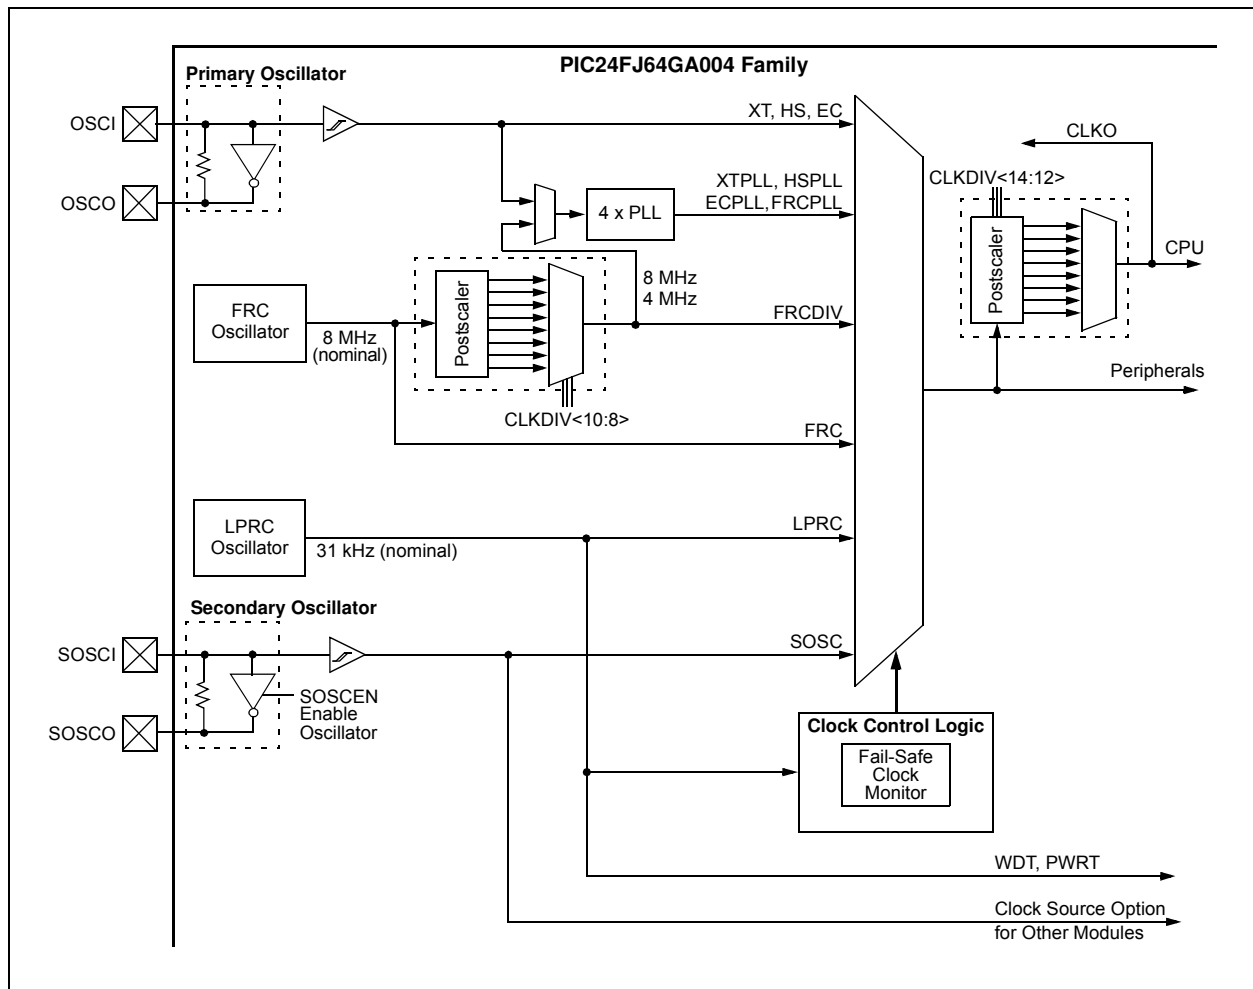 PIC24FJ64GA004 Family
Primary Oscillator
OSCI
OSCO
XT, HS, EC
XTPLL, HSPLL
ECPLL,FRCPLL
4 x PLL
CLKO
CLKDIV<14:12>
Postscaler
CPU
8 MHz
4 MHz
FRC
Oscillator
8 MHz
(nominal)
Postscaler
CLKDIV<10:8>
FRCDIV
Peripherals
FRC
LPRC
Oscillator
31 kHz (nominal)
LPRC
Secondary Oscillator
SOSCI
SOSCO
SOSCEN
Enable
Oscillator
SOSC
Clock Control Logic
Fail-Safe
Clock
Monitor
WDT, PWRT
Clock Source Option
for Other Modules